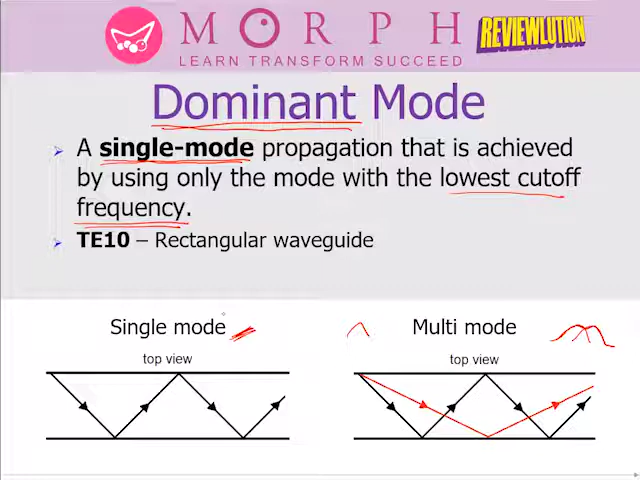 MORPH
REVIEWLUTION
LEARN TRANSFORM SUCCEED
Dominant Mode
A single-mode propagation that is achieved
by using only the mode with the lowest cutoff
frequency.
TE10 – Rectangular waveguide
Single mode
Multi mode
top view
top view